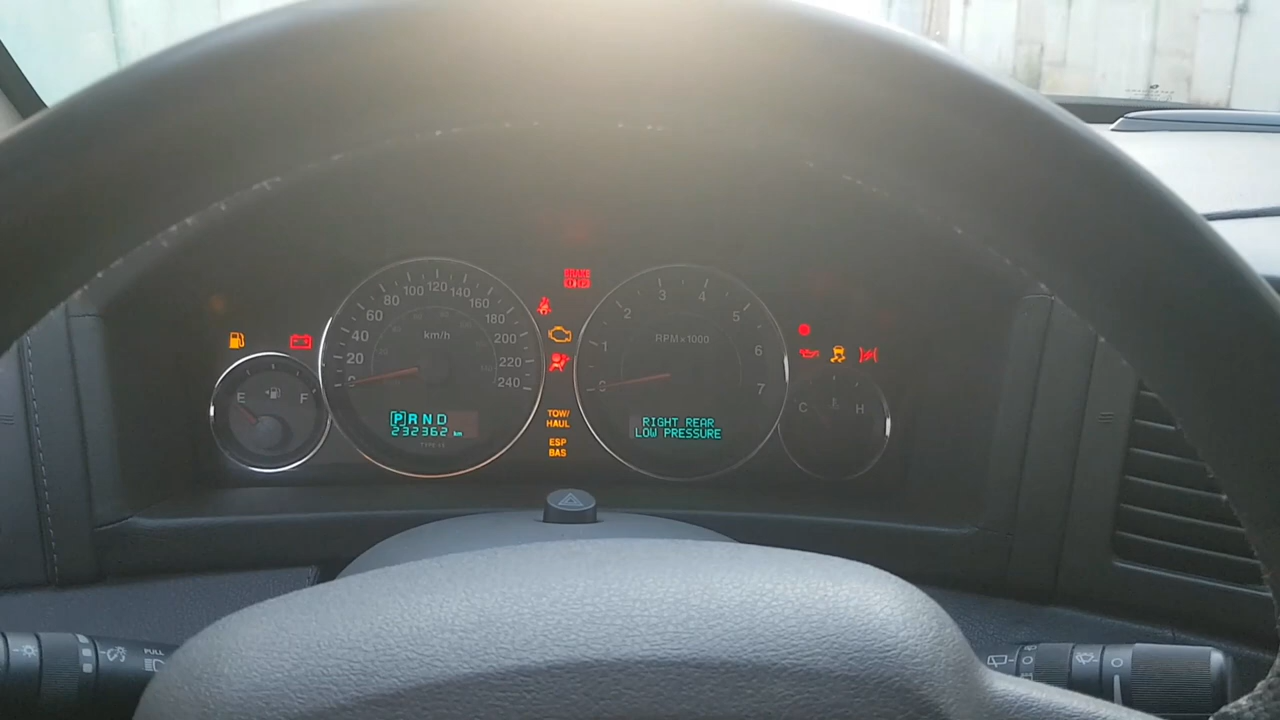 BRAKE
0 20 40 60 80 100 120 140 160 180 200 220 240
km/h
0 1 2 3 4 5 6 7
RPM×1000
E F
C H
P R N D
232362 km
TOW/
HAUL
ESP
BAS
RIGHT REAR
LOW PRESSURE
PULL